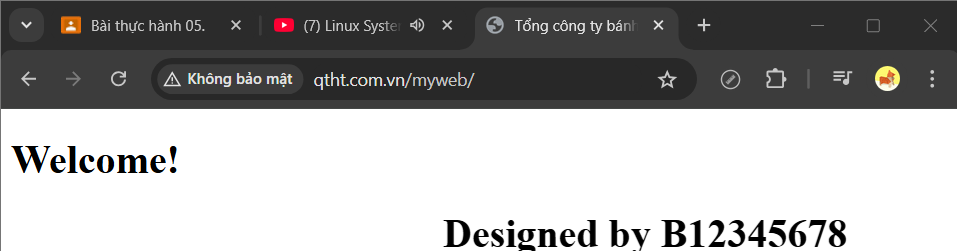 Bài thực hành 05.
(7) Linux Syste
Tổng công ty bánh
Không bảo mật
qtht.com.vn/myweb/
Welcome!
Designed by B12345678